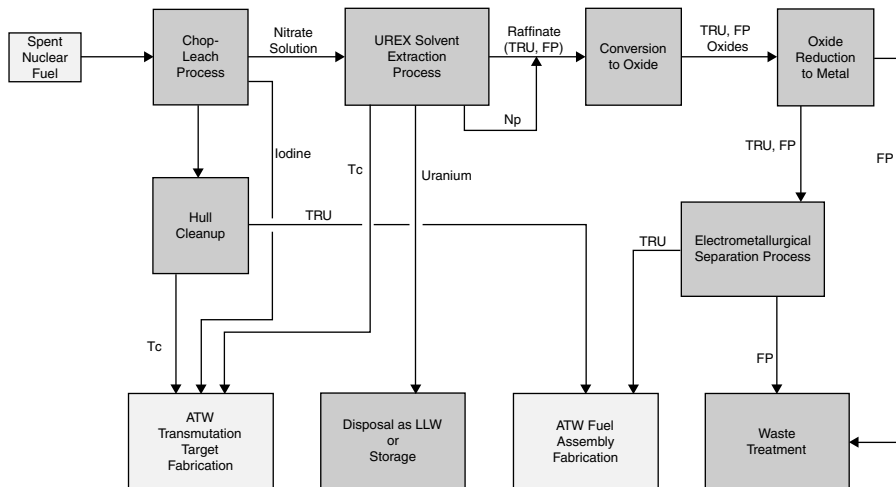 Spent
Nuclear
Fuel
Chop-
Leach
Process
Nitrate
Solution
UREX Solvent
Extraction
Process
Raffinate
(TRU, FP)
Conversion
to Oxide
TRU, FP
Oxides
Oxide
Reduction
to Metal
Np
Iodine
Tc
Uranium
TRU, FP
FP
Hull
Cleanup
TRU
TRU
Electrometallurgical
Separation Process
Tc
FP
ATW
Transmutation
Target
Fabrication
Disposal as LLW
or
Storage
ATW Fuel
Assembly
Fabrication
Waste
Treatment